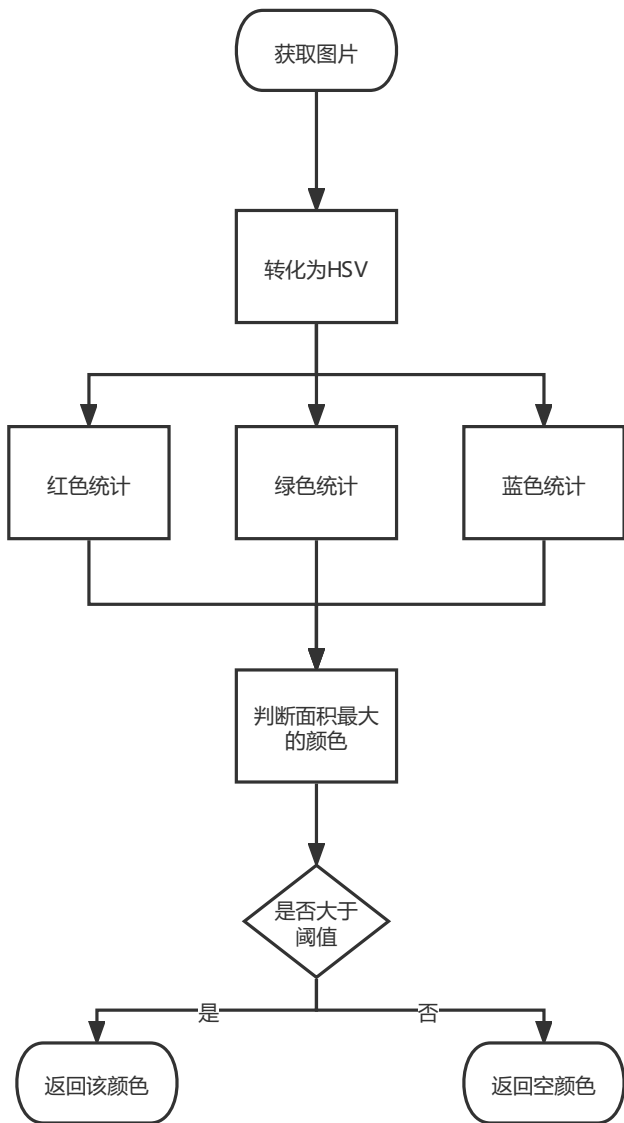 获取图片
转化为HSV
红色统计
绿色统计
蓝色统计
判断面积最大
的颜色
是否大于
阈值
是
否
返回该颜色
返回空颜色